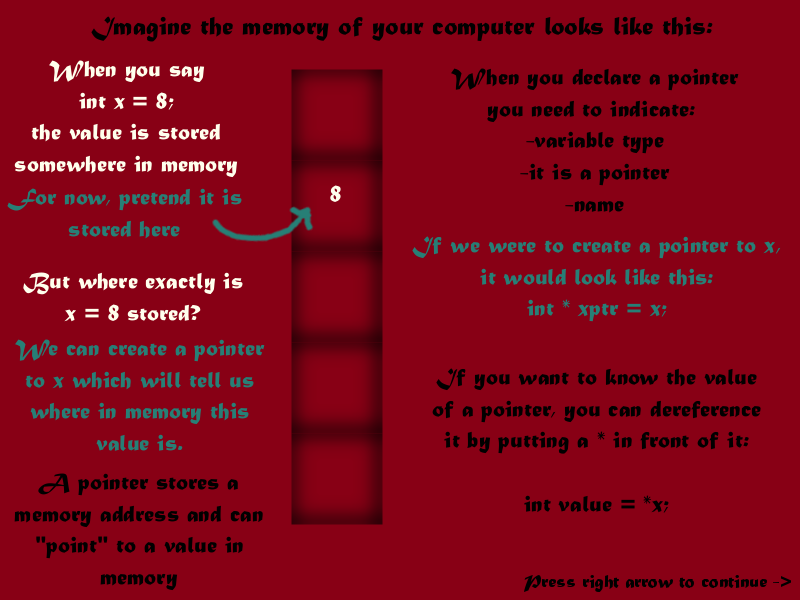 Imagine the memory of your computer looks like this:
When you say
int x = 8;
the value is stored
somewhere in memory
For now, pretend it is
stored here
But where exactly is
x = 8 stored?
We can create a pointer
to x which will tell us
where in memory this
value is.
A pointer stores a
memory address and can
"point" to a value in
memory
8
When you declare a pointer
you need to indicate:
-variable type
-it is a pointer
-name
If we were to create a pointer to x,
it would look like this:
int * xptr = x;
If you want to know the value
of a pointer, you can dereference
it by putting a * in front of it:
int value = *x;
Press right arrow to continue ->